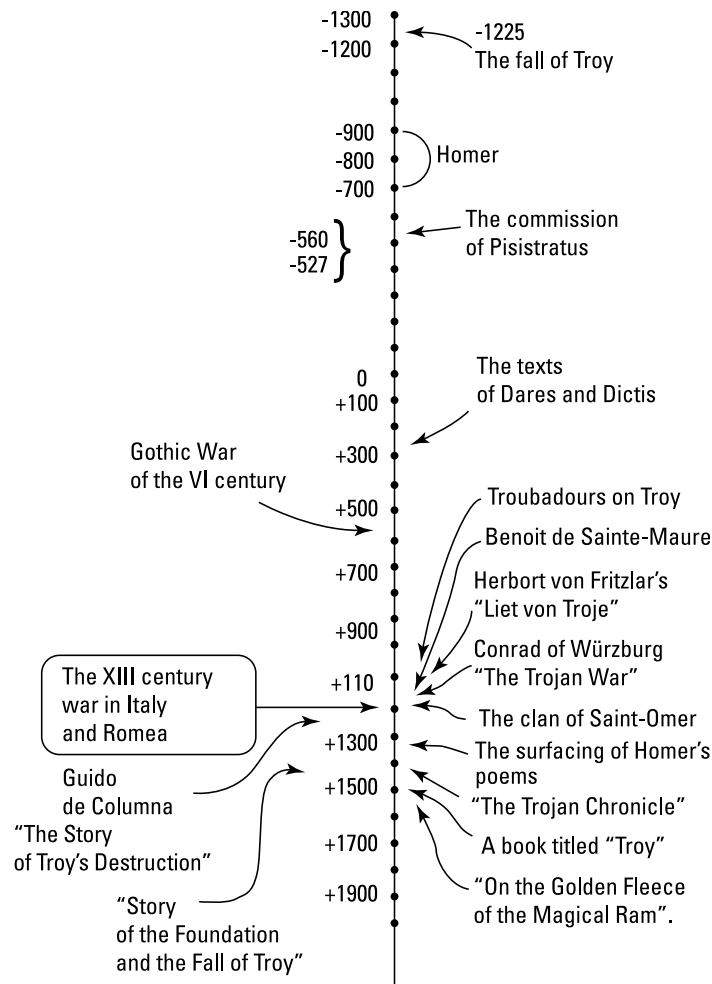 -1300
-1200
-1225
The fall of Troy
-900
-800
-700
Homer
-560
-527
The commission
of Pisistratus
0
+100
The texts
of Dares and Dictis
+300
Gothic War
of the VI century
+500
Troubadours on Troy
Benoit de Sainte-Maure
+700
Herbort von Fritzlar's
“Liet von Troje”
+900
Conrad of Würzburg
“The Trojan War”
+110
The XIII century
war in Italy
and Romea
The clan of Saint-Omer
+1300
The surfacing of Homer's
poems
Guido
de Columna
“The Story
of Troy's Destruction”
+1500
“The Trojan Chronicle”
A book titled “Troy”
+1700
“On the Golden Fleece
of the Magical Ram”.
+1900
“Story
of the Foundation
and the Fall of Troy”